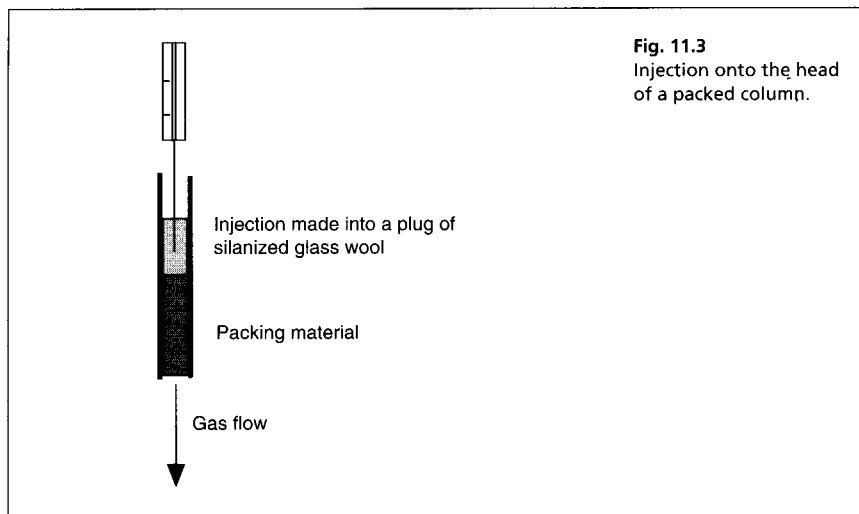 Fig. 11.3
Injection onto the head
of a packed column.
Injection made into a plug of
silanized glass wool
Packing material
Gas flow